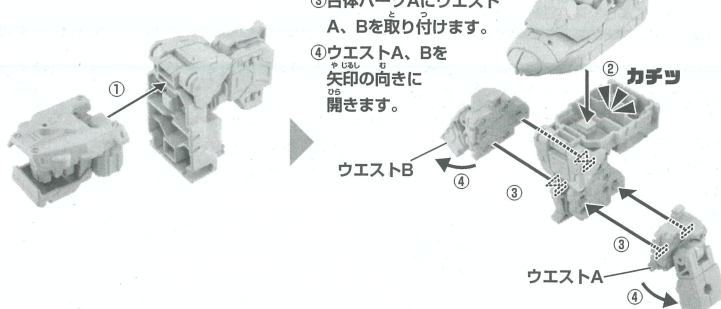 ③合体パーツAにウエスト
A、Bを取り付けます。
④ウエストA、Bを
矢印の向きに
開きます。
①
②
カチッ
ウエストB
④
③
③
ウエストA
④